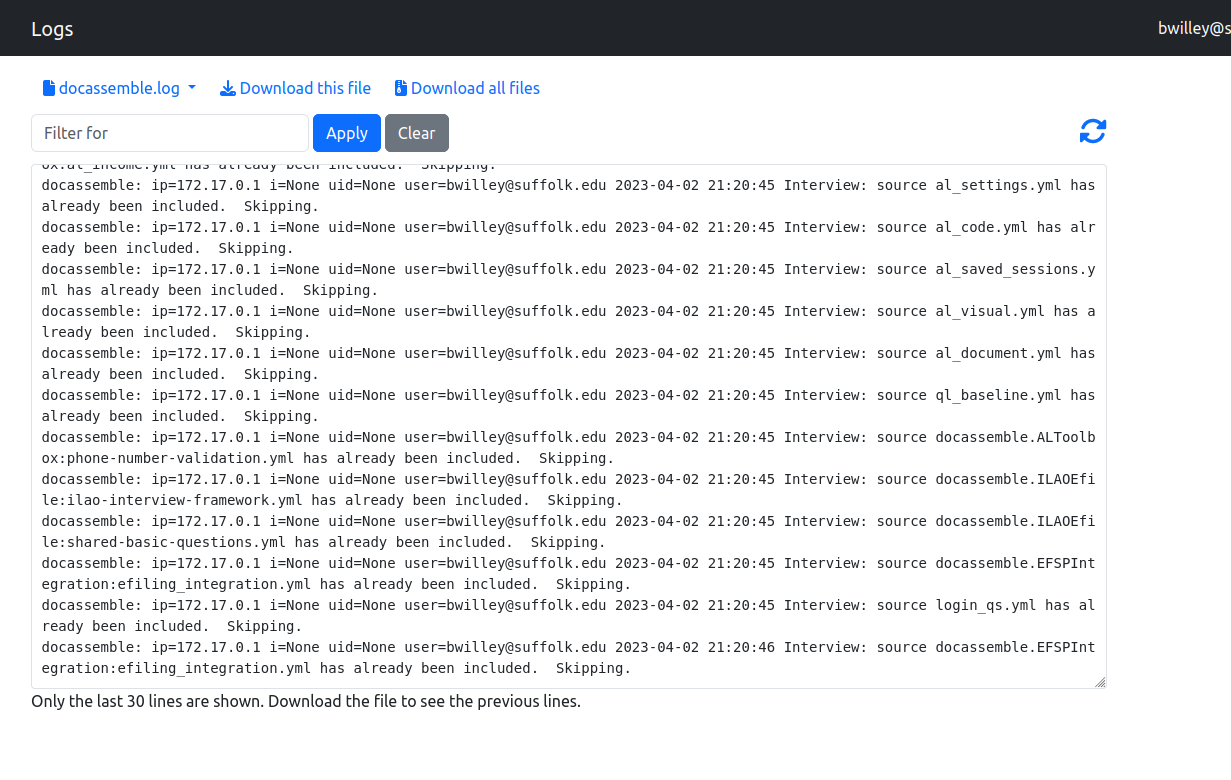 Logs
bwilley@s
docassemble.log
Download this file
Download all files
Filter for
Apply
Clear
ox:al_income.yml has already been included.  Skipping.
docassemble: ip=172.17.0.1 i=None uid=None user=bwilley@suffolk.edu 2023-04-02 21:20:45 Interview: source al_settings.yml has
already been included.  Skipping.
docassemble: ip=172.17.0.1 i=None uid=None user=bwilley@suffolk.edu 2023-04-02 21:20:45 Interview: source al_code.yml has alr
eady been included.  Skipping.
docassemble: ip=172.17.0.1 i=None uid=None user=bwilley@suffolk.edu 2023-04-02 21:20:45 Interview: source al_saved_sessions.y
ml has already been included.  Skipping.
docassemble: ip=172.17.0.1 i=None uid=None user=bwilley@suffolk.edu 2023-04-02 21:20:45 Interview: source al_visual.yml has a
lready been included.  Skipping.
docassemble: ip=172.17.0.1 i=None uid=None user=bwilley@suffolk.edu 2023-04-02 21:20:45 Interview: source al_document.yml has
already been included.  Skipping.
docassemble: ip=172.17.0.1 i=None uid=None user=bwilley@suffolk.edu 2023-04-02 21:20:45 Interview: source ql_baseline.yml has
already been included.  Skipping.
docassemble: ip=172.17.0.1 i=None uid=None user=bwilley@suffolk.edu 2023-04-02 21:20:45 Interview: source docassemble.ALToolb
ox:phone-number-validation.yml has already been included.  Skipping.
docassemble: ip=172.17.0.1 i=None uid=None user=bwilley@suffolk.edu 2023-04-02 21:20:45 Interview: source docassemble.ILAOEfi
le:ilao-interview-framework.yml has already been included.  Skipping.
docassemble: ip=172.17.0.1 i=None uid=None user=bwilley@suffolk.edu 2023-04-02 21:20:45 Interview: source docassemble.ILAOEfi
le:shared-basic-questions.yml has already been included.  Skipping.
docassemble: ip=172.17.0.1 i=None uid=None user=bwilley@suffolk.edu 2023-04-02 21:20:45 Interview: source docassemble.EFSPInt
egration:efiling_integration.yml has already been included.  Skipping.
docassemble: ip=172.17.0.1 i=None uid=None user=bwilley@suffolk.edu 2023-04-02 21:20:45 Interview: source login_qs.yml has al
ready been included.  Skipping.
docassemble: ip=172.17.0.1 i=None uid=None user=bwilley@suffolk.edu 2023-04-02 21:20:46 Interview: source docassemble.EFSPInt
egration:efiling_integration.yml has already been included.  Skipping.
Only the last 30 lines are shown. Download the file to see the previous lines.